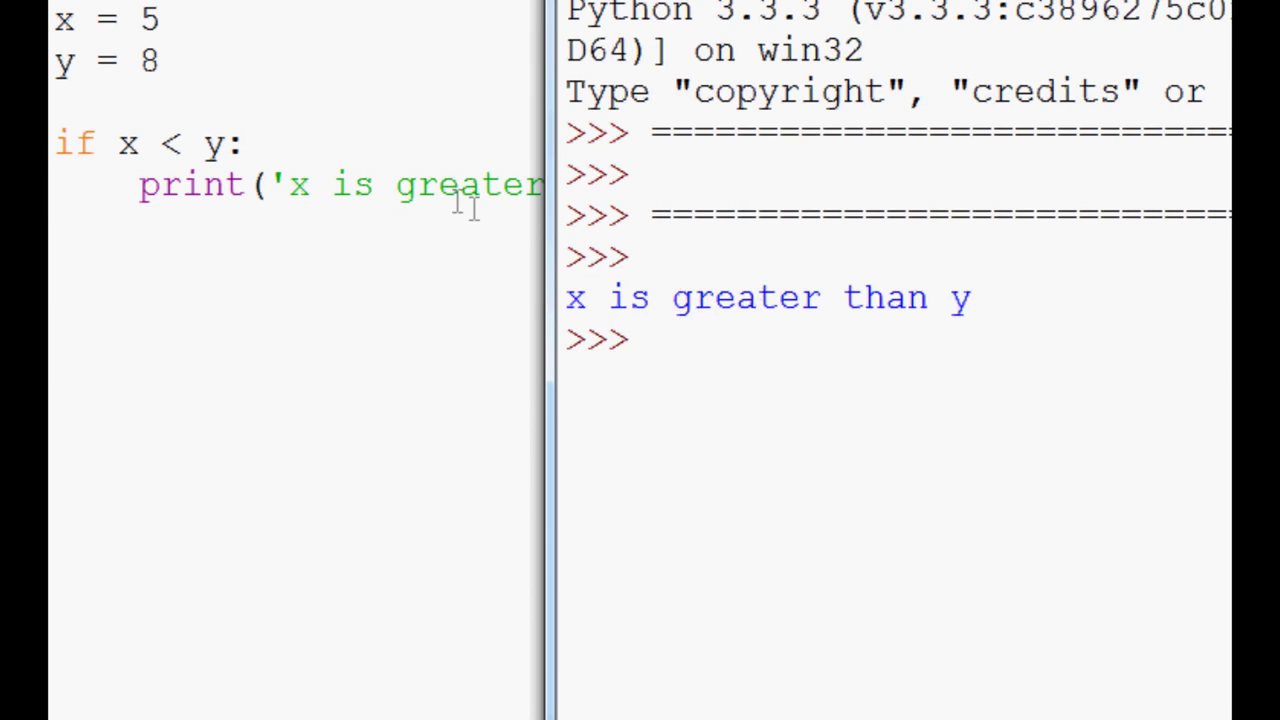 x = 5
y = 8
if x < y:
print('x is greater
Python 3.3.3 (v3.3.3:c3896275c0
D64)] on win32
Type "copyright", "credits" or
>>> ===========================
>>>
>>> ===========================
>>>
x is greater than y
>>>